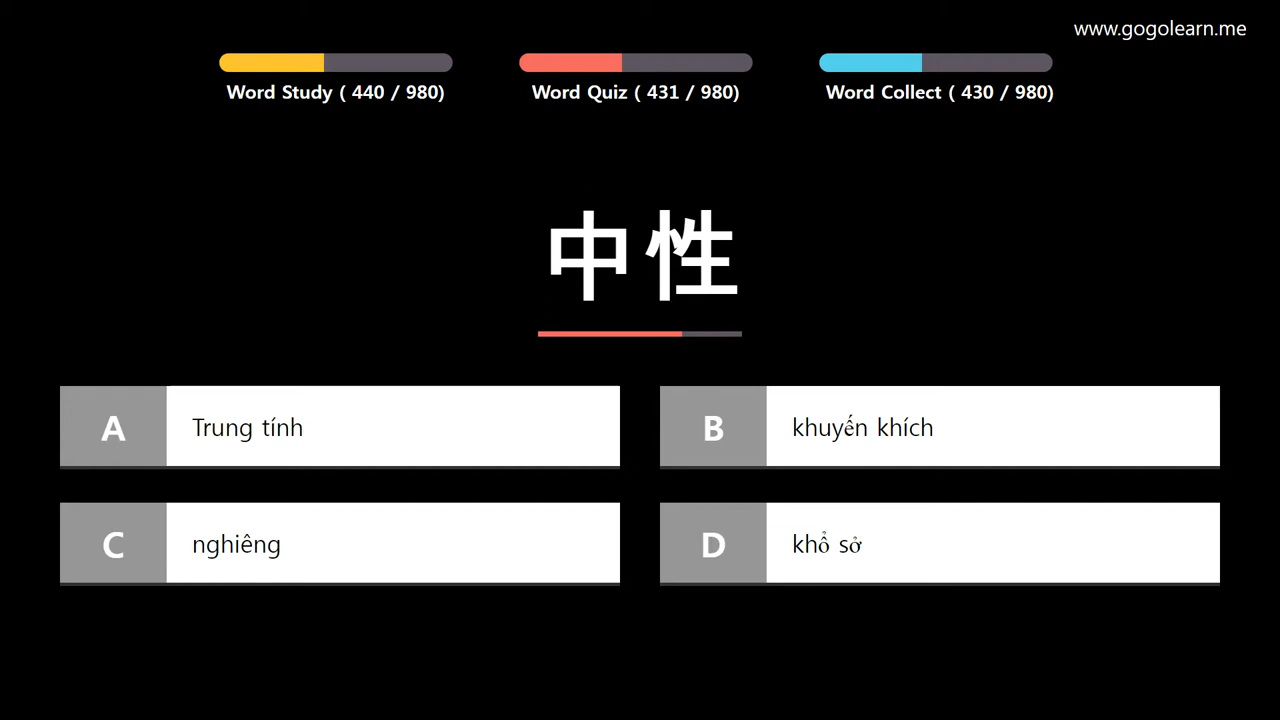 www.gogolearn.me
Word Study ( 440 / 980)
Word Quiz ( 431 / 980)
Word Collect ( 430 / 980)
中性
A Trung tính
B khuyến khích
C nghiêng
D khổ sở